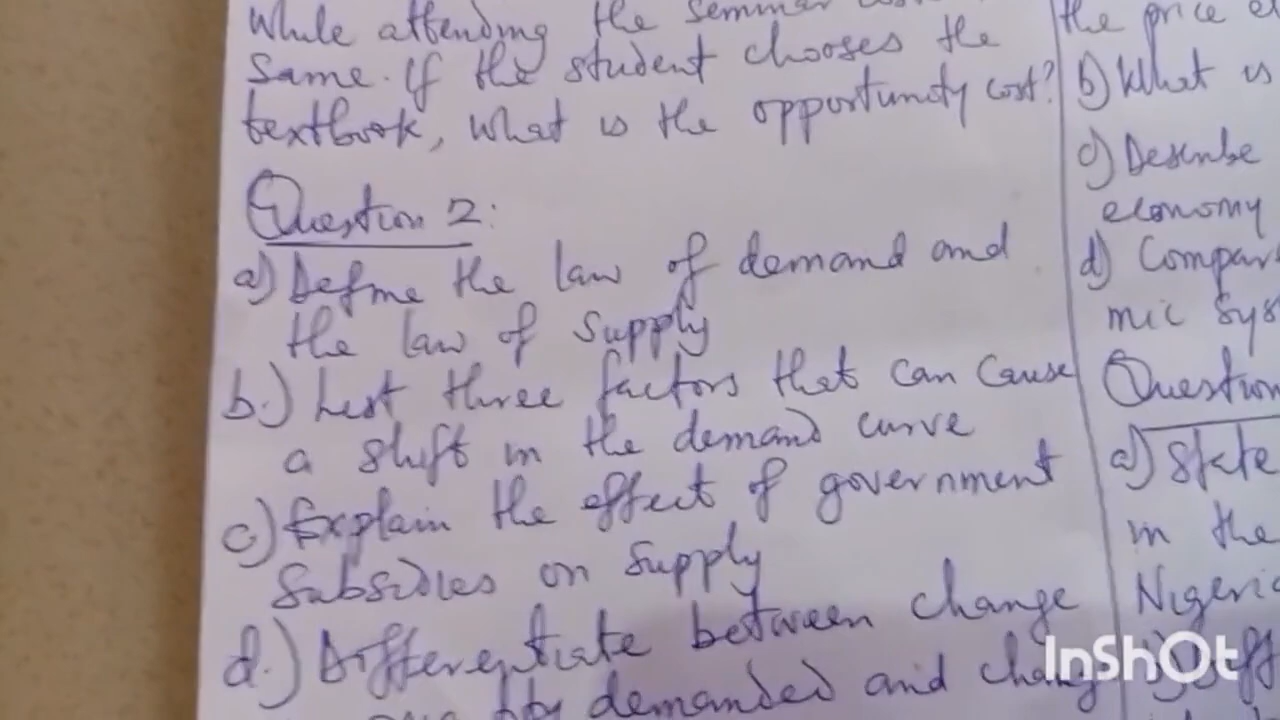 While attending the seminar
Same. If the student chooses the
textbook, what is the opportunity cost?
Question 2:
a) Define the law of demand and
the law of supply
b.) List three factors that can cause
a shift in the demand curve
c) Explain the effect of government
Subsidies on supply
d.) Differentiate between change
demanded and
the price
b) What is
c) Describe
economy
d)
mic
Question
a) State
in the
InShOt